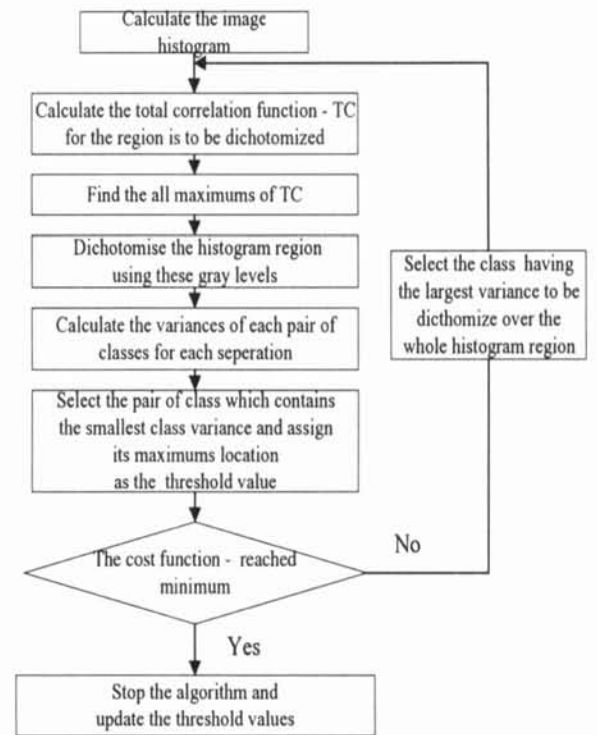 Calculate the image
histogram
Calculate the total correlation function - TC
for the region is to be dichotomized
Find the all maximums of TC
Dichotomise the histogram region
using these gray levels
Calculate the variances of each pair of
classes for each seperation
Select the pair of class which contains
the smallest class variance and assign
its maximums location
as the threshold value
The cost function - reached
minimum
No
Select the class having
the largest variance to be
dicthomize over the
whole histogram region
Yes
Stop the algorithm and
update the threshold values